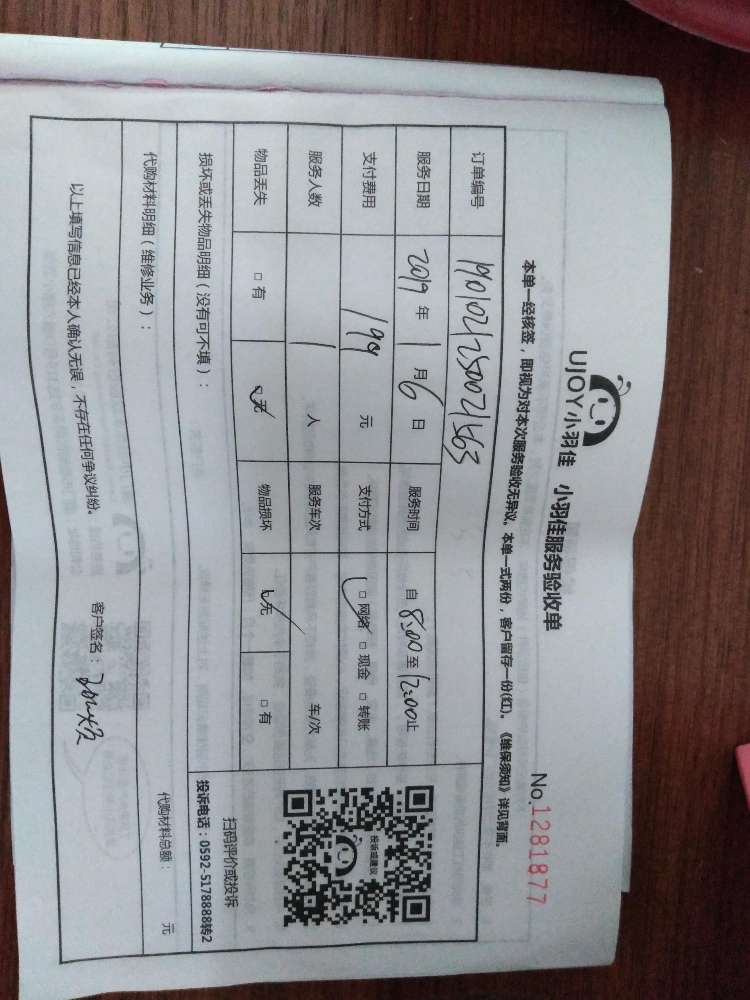 UJOY小羽佳 小羽佳服务验收单
No.1281877
本单一经核签，即视为对本次服务验收无异议。本单一式两份，客户留存一份(红)。《维保须知》详见背面。
订单编号 1901021250021563
服务日期 2019 年 1 月 6 日 服务时间 自 8:00 至 12:00 止
支付费用 199 元 支付方式 □ 网络 □ 现金 □ 转账
服务人数 1 人 服务车次 车/次
物品丢失 □ 有 □ 无 物品损坏 □ 无 □ 有
投诉或建议
扫码评价或投诉
投诉电话：0592-5178888转2
损坏或丢失物品明细（没有可不填）：
代购材料明细（维修业务）： 代购材料总额： 元
以上填写信息已经本人确认无误，不存在任何争议纠纷。 客户签名：